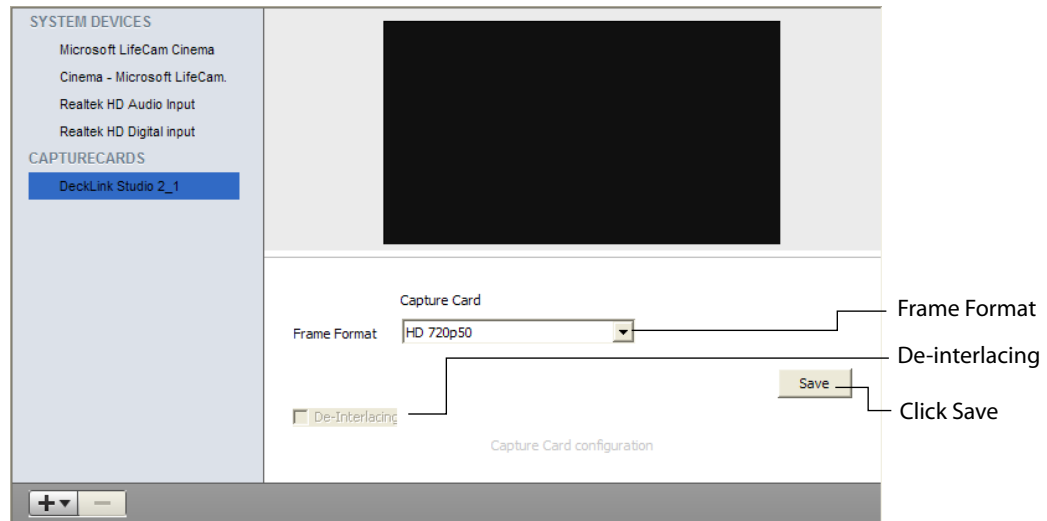 SYSTEM DEVICES
Microsoft LifeCam Cinema
Cinema - Microsoft LifeCam.
Realtek HD Audio Input
Realtek HD Digital input
CAPTURECARDS
DeckLink Studio 2_1
Capture Card
Frame Format
HD 720p50
Save
De-Interlacing
Capture Card configuration
Frame Format
De-interlacing
Click Save